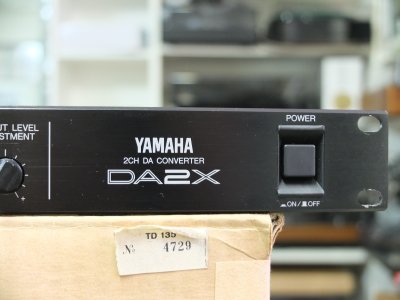 UT LEVEL
STMENT
+
YAMAHA
2CH DA CONVERTER
DA2X
POWER
ON / OFF
TD 135
No 4729